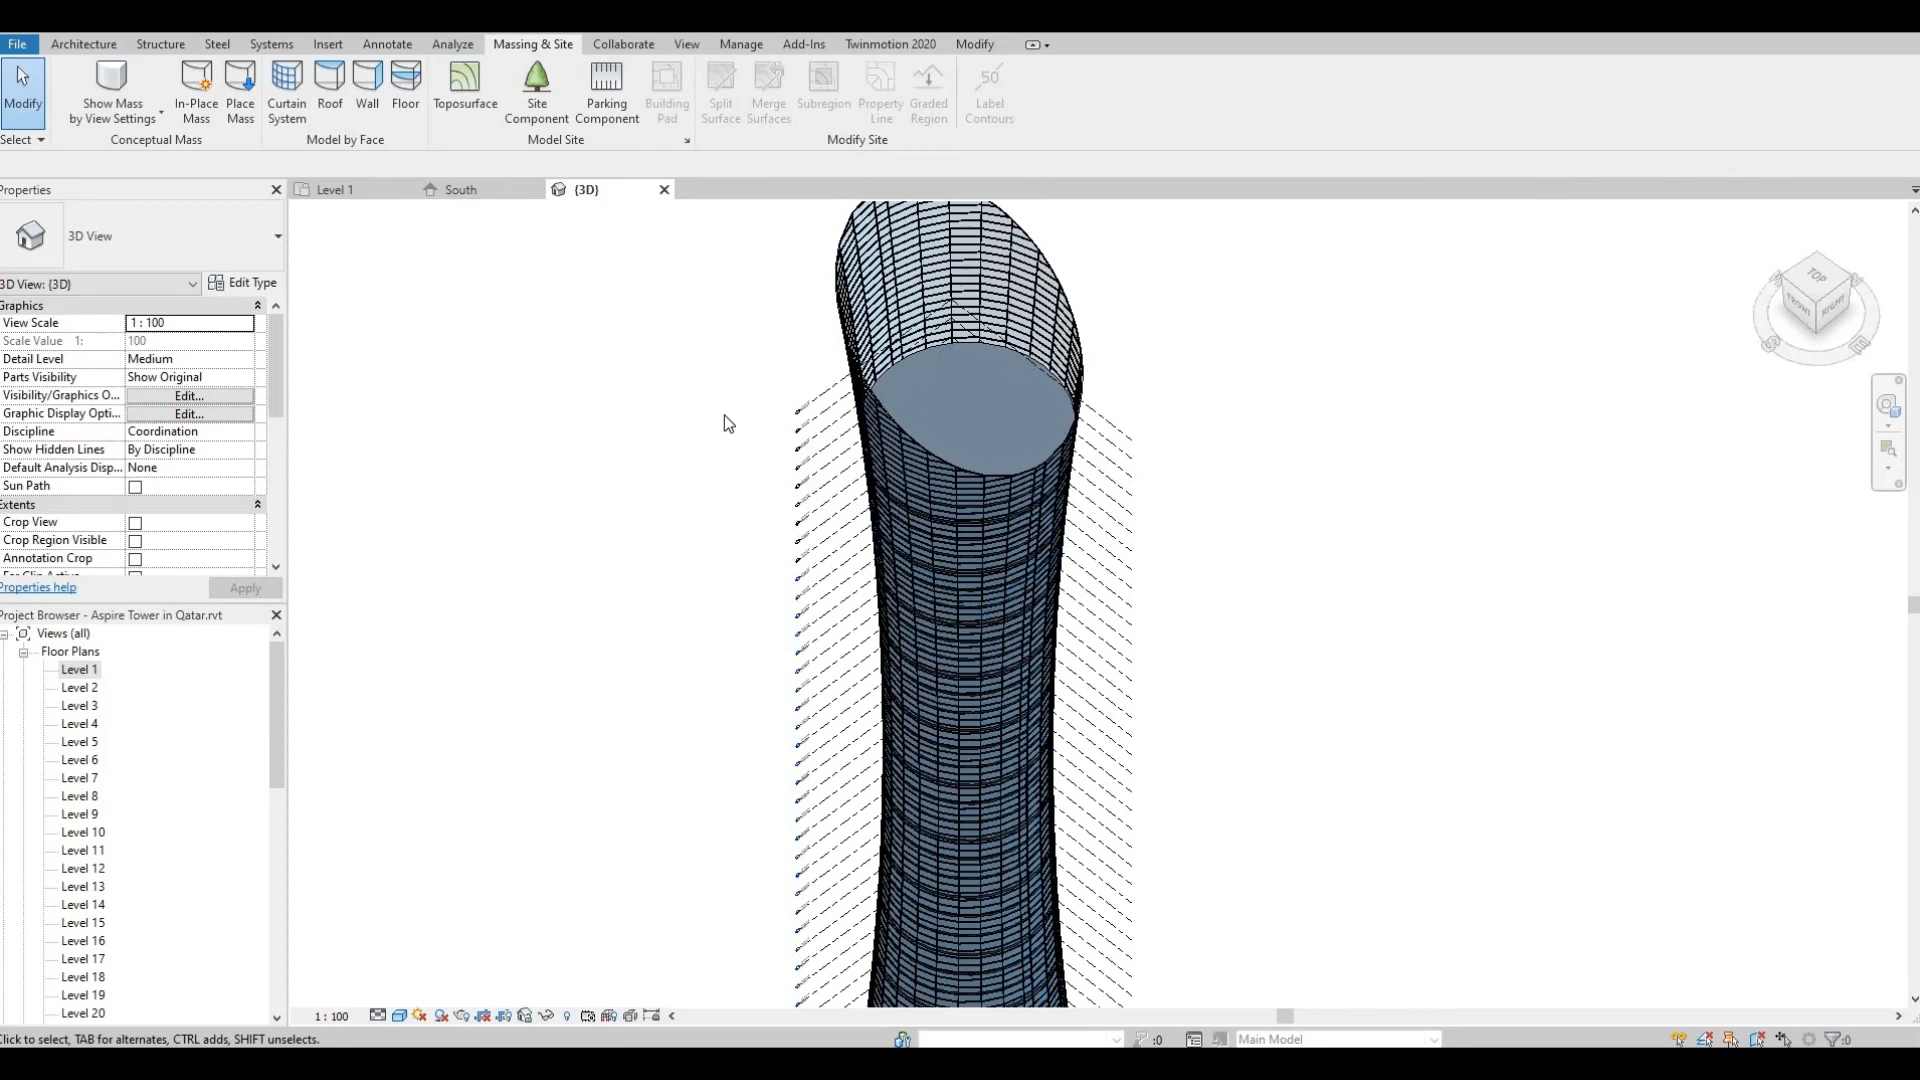 File Architecture Structure Steel Systems Insert Annotate Analyze Massing & Site Collaborate View Manage Add-Ins Twinmotion 2020 Modify
Modify
Show Mass by View Settings
In-Place Mass
Place Mass
Curtain System
Roof
Wall
Floor
Toposurface
Site Component
Parking Component
Building Pad
Split Surface
Merge Surfaces
Subregion
Property Line
Graded Region
50
Label Contours
Select
Conceptual Mass
Model by Face
Model Site
Modify Site
Properties
Level 1
South
{3D}
3D View
3D View: {3D}
Edit Type
Graphics
View Scale 1 : 100
Scale Value 1: 100
Detail Level Medium
Parts Visibility Show Original
Visibility/Graphics O... Edit...
Graphic Display Opti... Edit...
Discipline Coordination
Show Hidden Lines By Discipline
Default Analysis Disp... None
Sun Path
Extents
Crop View
Crop Region Visible
Annotation Crop
Properties help
Apply
Project Browser - Aspire Tower in Qatar.rvt
Views (all)
Floor Plans
Level 1
Level 2
Level 3
Level 4
Level 5
Level 6
Level 7
Level 8
Level 9
Level 10
Level 11
Level 12
Level 13
Level 14
Level 15
Level 16
Level 17
Level 18
Level 19
Level 20
TOP
FRONT
RIGHT
S
E
1 : 100
Click to select, TAB for alternates, CTRL adds, SHIFT unselects.
:0
Main Model
:0